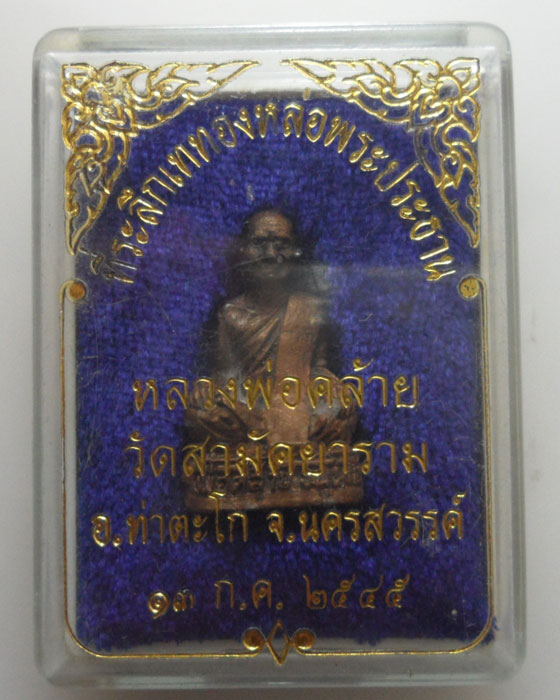 ที่ระลึกเททองหล่อพระประธาน
หลวงพ่อคล้าย
วัดสามัคยาราม
อ.ท่าตะโก จ.นครสวรรค์
๑๓ ก.ค. ๒๕๔๕